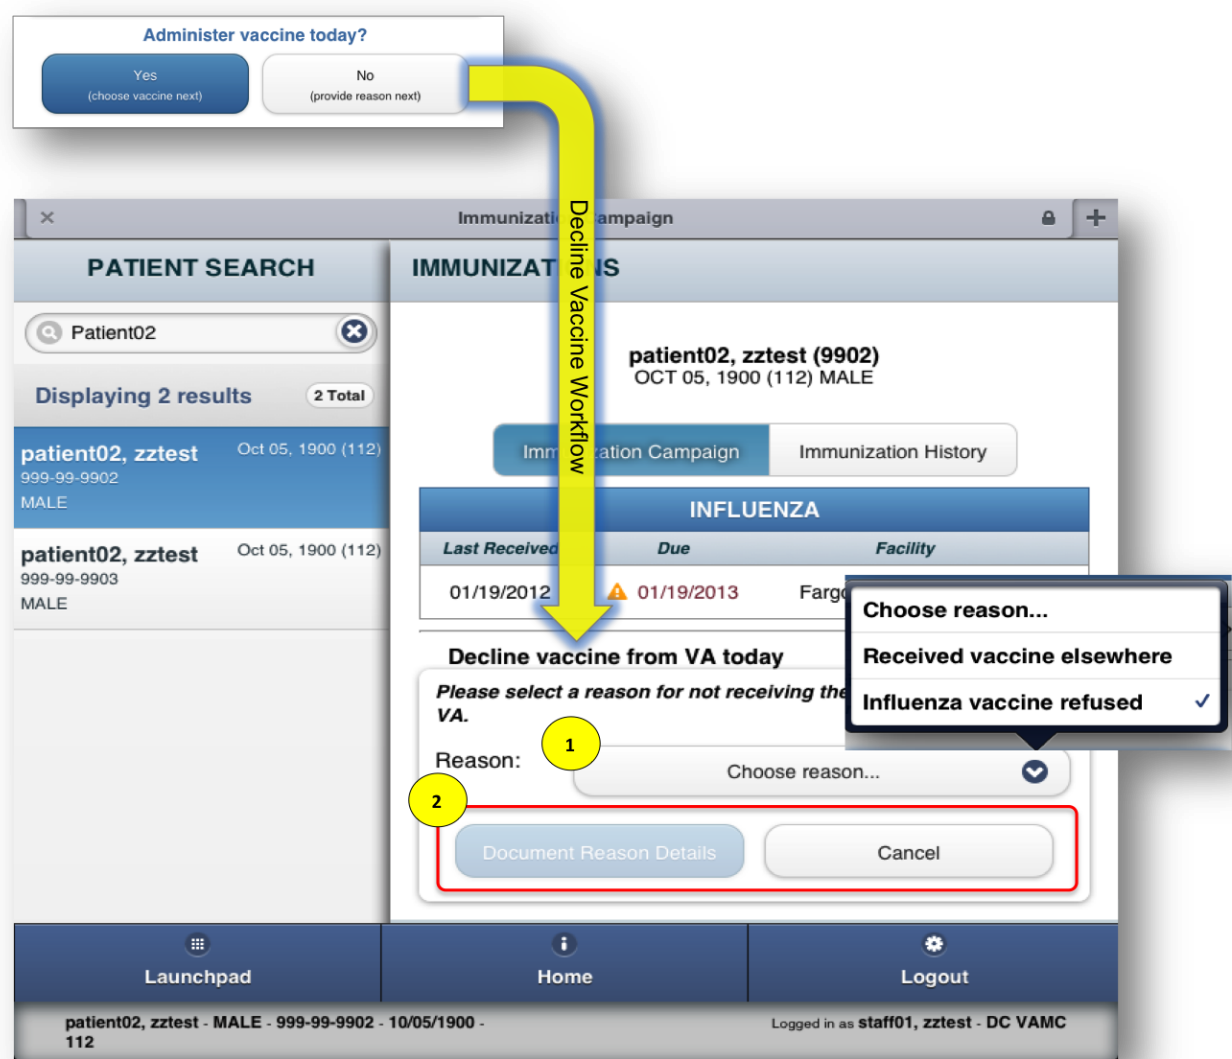 Administer vaccine today?
Yes
(choose vaccine next)
No
(provide reason next)
Decline Vaccine Workflow
Immunizati ampaign
PATIENT SEARCH
Patient02
Displaying 2 results
2 Total
patient02, zztest
Oct 05, 1900 (112)
999-99-9902
MALE
patient02, zztest
Oct 05, 1900 (112)
999-99-9903
MALE
IMMUNIZAT NS
patient02, zztest (9902)
OCT 05, 1900 (112) MALE
Imm zation Campaign
Immunization History
INFLUENZA
Last Received
Due
Facility
01/19/2012
01/19/2013
Fargo
Decline vaccine from VA today
Please select a reason for not receiving the
VA.
1
Reason:
Choose reason...
Choose reason...
Received vaccine elsewhere
Influenza vaccine refused
2
Document Reason Details
Cancel
Launchpad
Home
Logout
patient02, zztest - MALE - 999-99-9902 - 10/05/1900 -
112
Logged in as staff01, zztest - DC VAMC